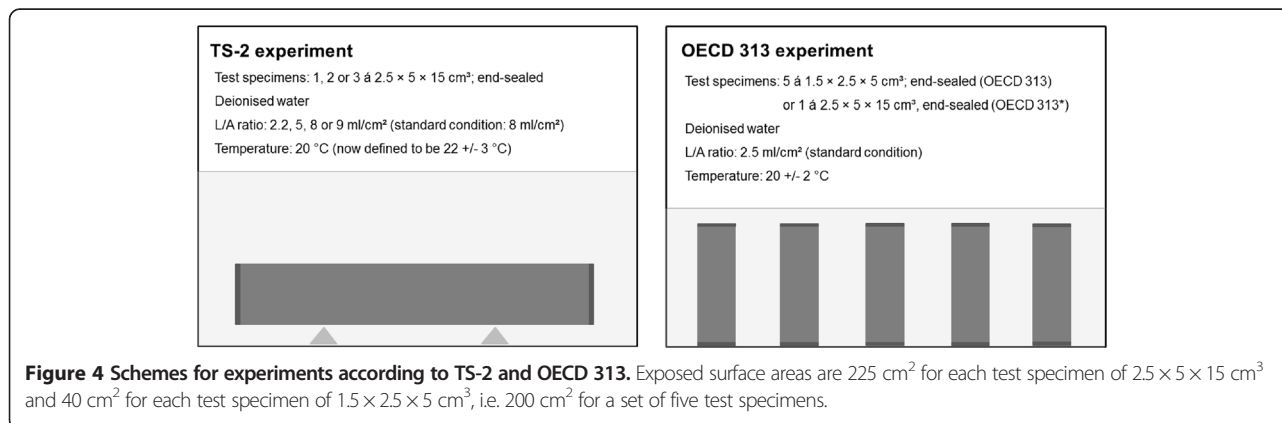 TS-2 experiment
Test specimens: 1, 2 or 3 á 2.5 × 5 × 15 cm³; end-sealed
Deionised water
L/A ratio: 2.2, 5, 8 or 9 ml/cm² (standard condition: 8 ml/cm²)
Temperature: 20 °C (now defined to be 22 +/- 3 °C)
OECD 313 experiment
Test specimens: 5 á 1.5 × 2.5 × 5 cm³; end-sealed (OECD 313)
or 1 á 2.5 × 5 × 15 cm³, end-sealed (OECD 313*)
Deionised water
L/A ratio: 2.5 ml/cm² (standard condition)
Temperature: 20 +/- 2 °C
Figure 4 Schemes for experiments according to TS-2 and OECD 313. Exposed surface areas are 225 cm² for each test specimen of 2.5 × 5 × 15 cm³
and 40 cm² for each test specimen of 1.5 × 2.5 × 5 cm³, i.e. 200 cm² for a set of five test specimens.